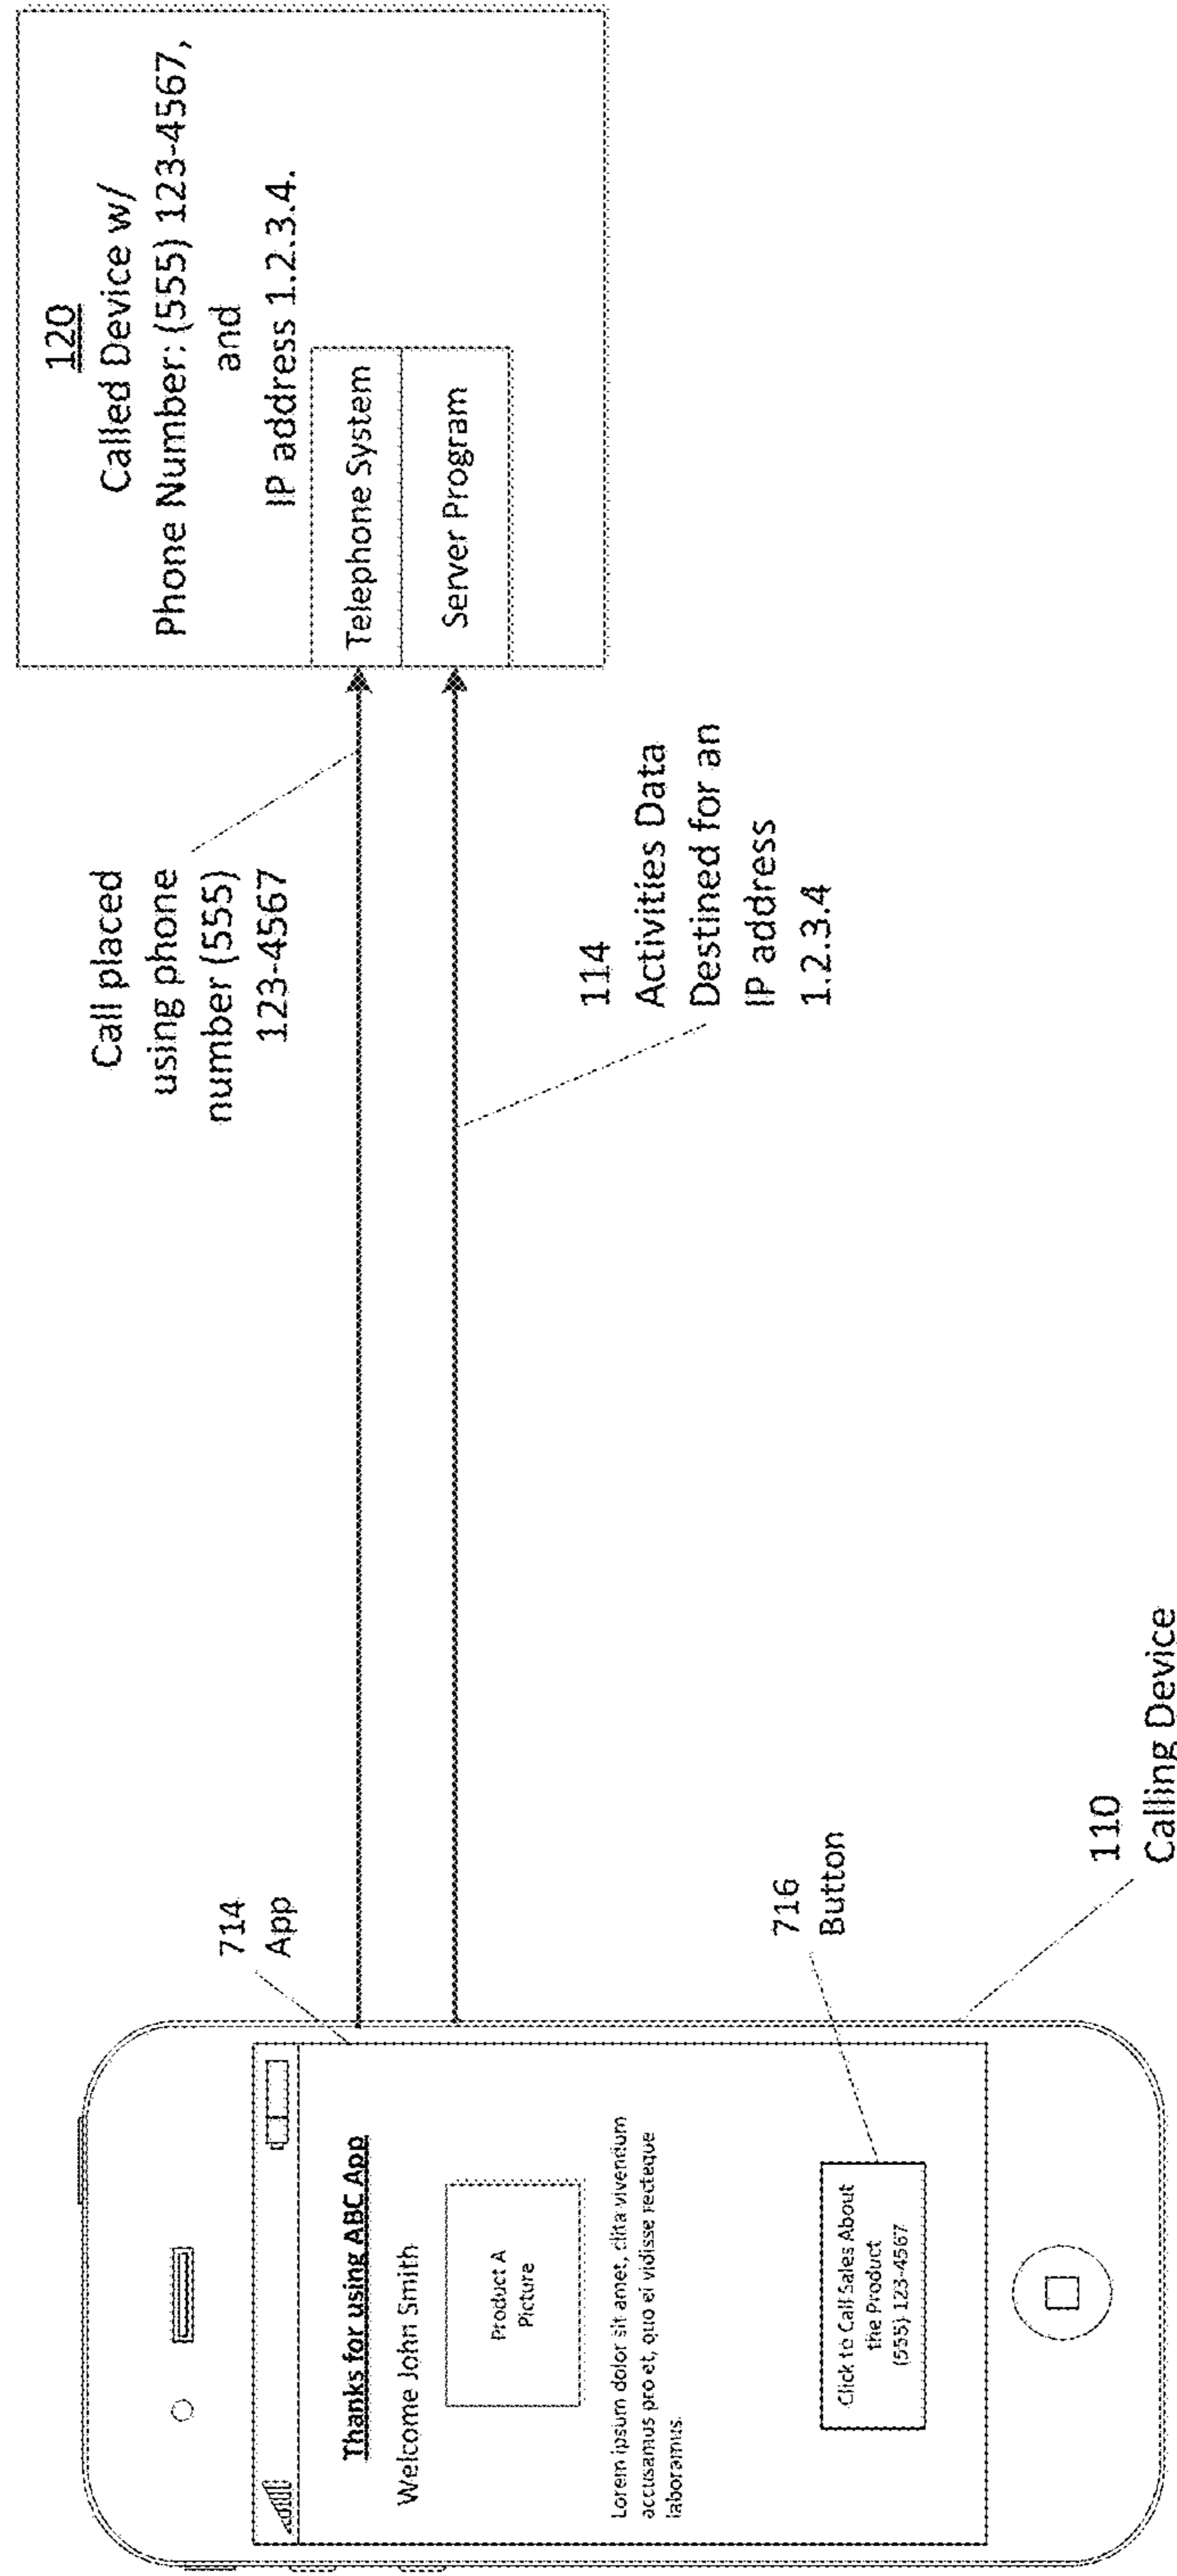 120
Called Device w/
Phone Number: (555) 123-4567,
and
IP address 1.2.3.4.
Telephone System
Server Program
Call placed
using phone
number (555)
123-4567
114
Activities Data
Destined for an
IP address
1.2.3.4
714
App
716
Button
110
Calling Device
Thanks for using ABC App
Welcome John Smith
Product A
Picture
Lorem ipsum dolor sit amet, clita vivendum
accusamus pro et, quo ei vidisse recteque
laboramus.
Click to Call Sales About
the Product
(555) 123-4567